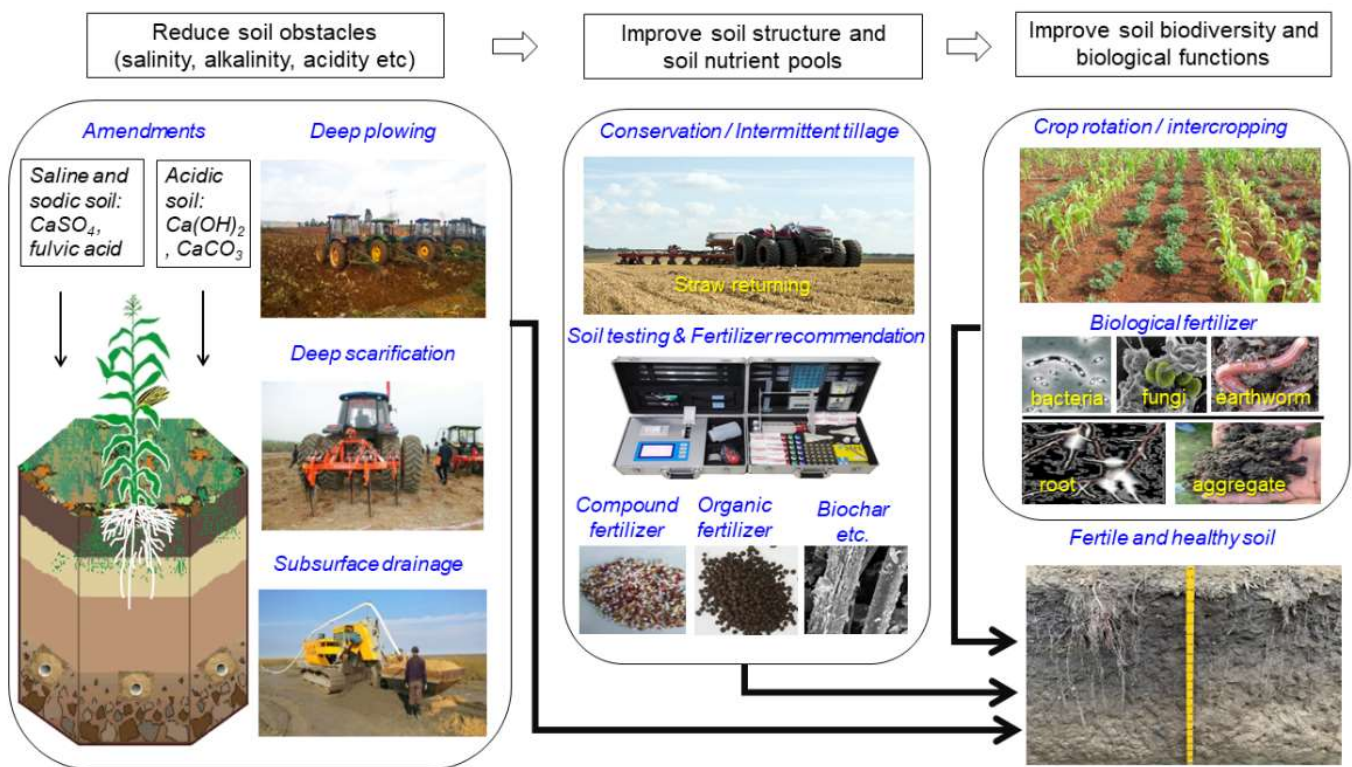 Reduce soil obstacles
(salinity, alkalinity, acidity etc)
Improve soil structure and
soil nutrient pools
Improve soil biodiversity and
biological functions
Amendments
Saline and
sodic soil:
CaSO4,
fulvic acid
Acidic
soil:
Ca(OH)2
, CaCO3
Deep plowing
Deep scarification
Subsurface drainage
Conservation / Intermittent tillage
Straw returning
Soil testing & Fertilizer recommendation
Compound
fertilizer
Organic
fertilizer
Biochar
etc.
Crop rotation / intercropping
Biological fertilizer
bacteria
fungi
earthworm
root
aggregate
Fertile and healthy soil